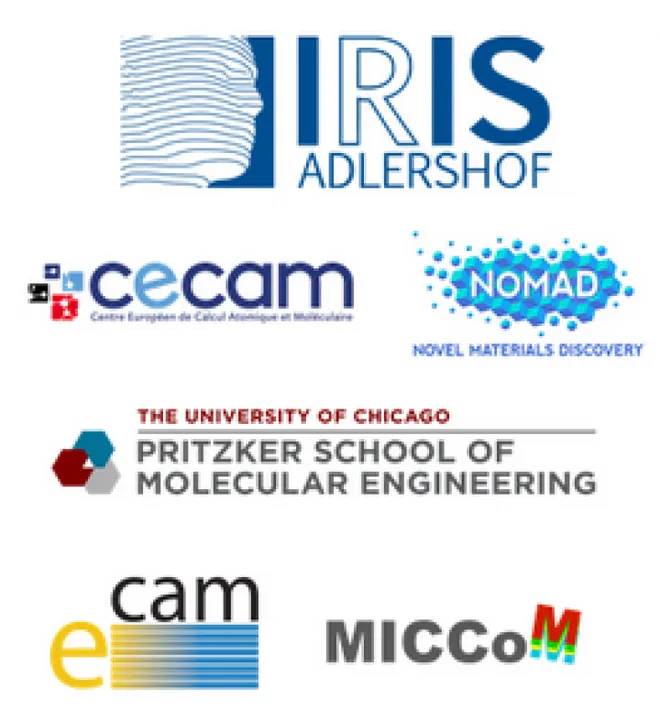 IRIS
ADLERSHOF
cecam
Centre Européen de Calcul Atomique et Moléculaire
NOMAD
NOVEL MATERIALS DISCOVERY
THE UNIVERSITY OF CHICAGO
PRITZKER SCHOOL OF
MOLECULAR ENGINEERING
e cam
MICCoM